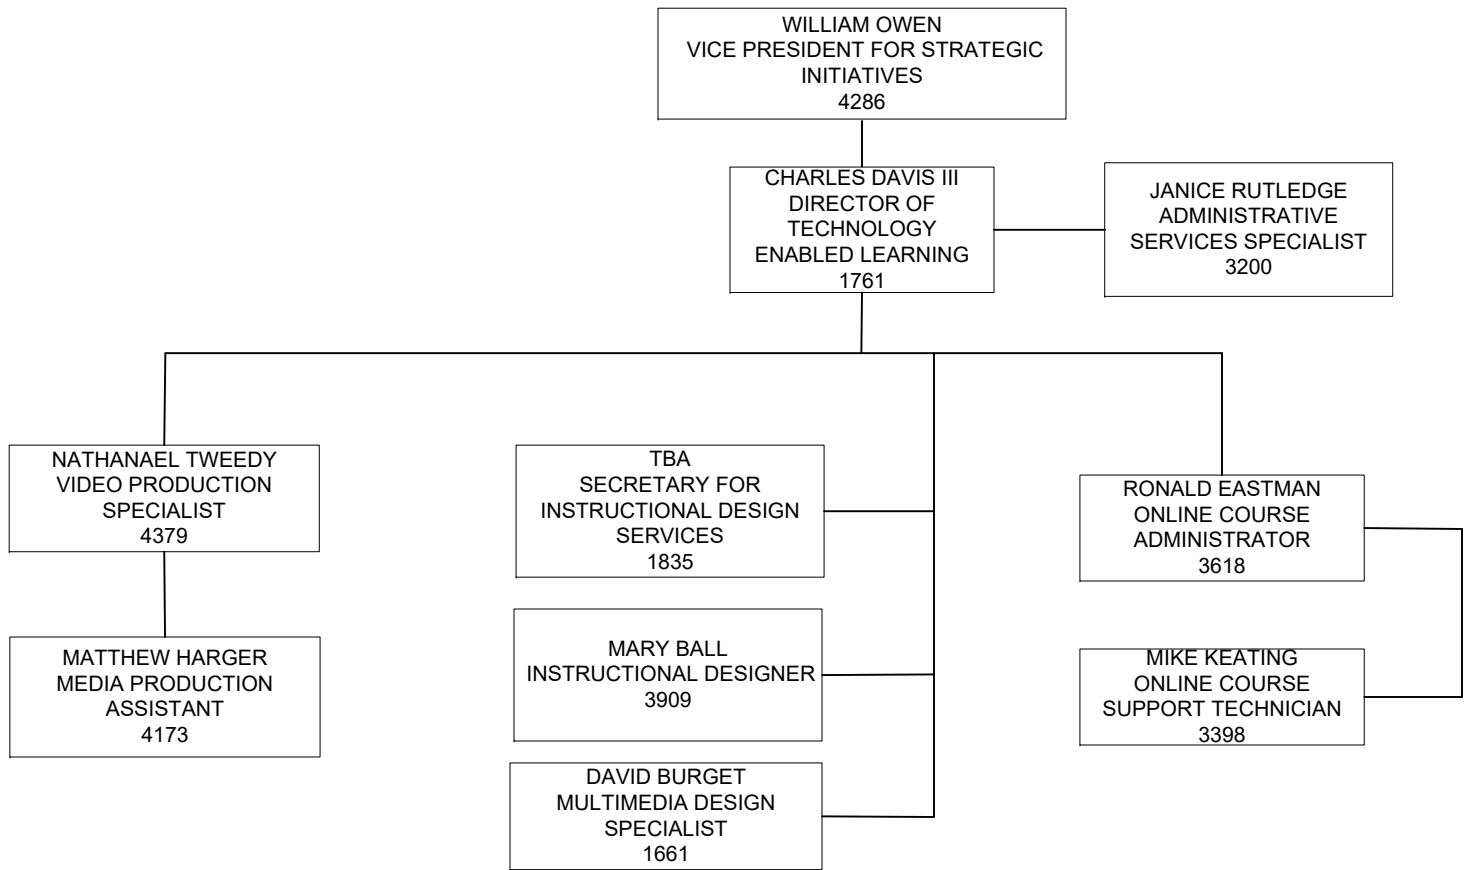 WILLIAM OWEN
VICE PRESIDENT FOR STRATEGIC
INITIATIVES
4286
CHARLES DAVIS III
DIRECTOR OF
TECHNOLOGY
ENABLED LEARNING
1761
JANICE RUTLEDGE
ADMINISTRATIVE
SERVICES SPECIALIST
3200
NATHANAEL TWEEDY
VIDEO PRODUCTION
SPECIALIST
4379
MATTHEW HARGER
MEDIA PRODUCTION
ASSISTANT
4173
TBA
SECRETARY FOR
INSTRUCTIONAL DESIGN
SERVICES
1835
MARY BALL
INSTRUCTIONAL DESIGNER
3909
DAVID BURGET
MULTIMEDIA DESIGN
SPECIALIST
1661
RONALD EASTMAN
ONLINE COURSE
ADMINISTRATOR
3618
MIKE KEATING
ONLINE COURSE
SUPPORT TECHNICIAN
3398